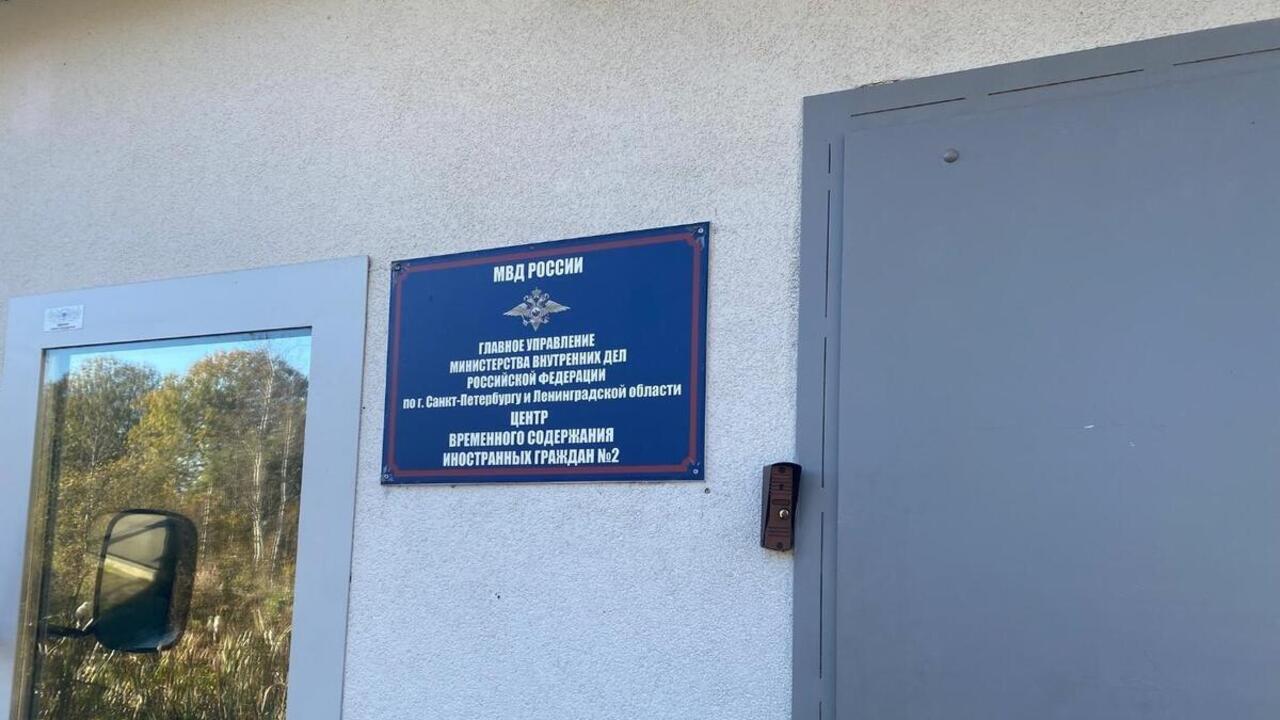 МВД РОССИИ
ГЛАВНОЕ УПРАВЛЕНИЕ
МИНИСТЕРСТВА ВНУТРЕННИХ ДЕЛ
РОССИЙСКОЙ ФЕДЕРАЦИИ
по г. Санкт-Петербургу и Ленинградской области
ЦЕНТР
ВРЕМЕННОГО СОДЕРЖАНИЯ
ИНОСТРАННЫХ ГРАЖДАН №2